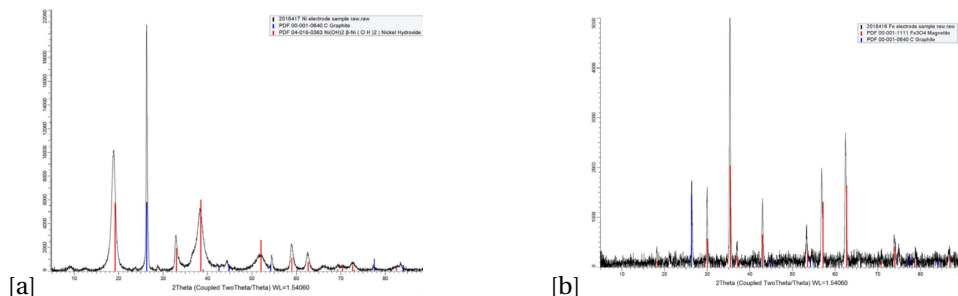 2018417 Ni electrode sample raw.raw
PDF 00-001-0640 C Graphite
PDF 04-016-0363 Ni(OH)2 β-Ni ( O H )2 | Nickel Hydroxide
22000
20000
18000
16000
14000
12000
10000
8000
6000
4000
2000
0
10 20 30 40 50 60 70 80
2Theta (Coupled TwoTheta/Theta) WL=1.54060
[a]
2018418 Fe electrode sample raw.raw
PDF 00-001-1111 Fe3O4 Magnetite
PDF 00-001-0640 C Graphite
5000
4000
3000
2000
1000
0
10 20 30 40 50 60 70 80
2Theta (Coupled TwoTheta/Theta) WL=1.54060
[b]